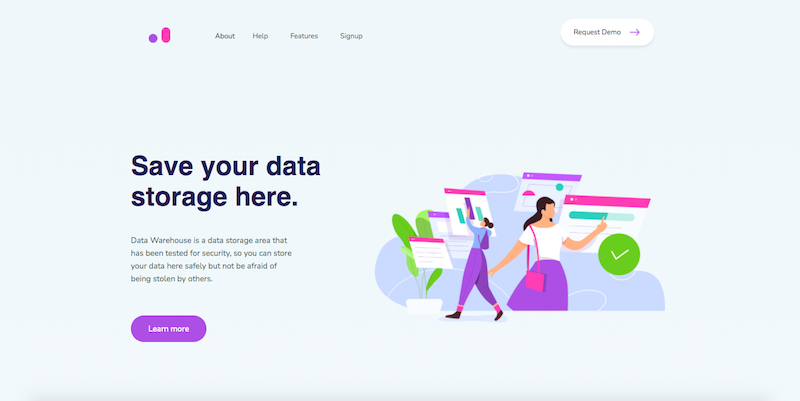 About Help Features Signup Request Demo
Save your data
storage here.
Data Warehouse is a data storage area that
has been tested for security, so you can store
your data here safely but not be afraid of
being stolen by others.
Learn more